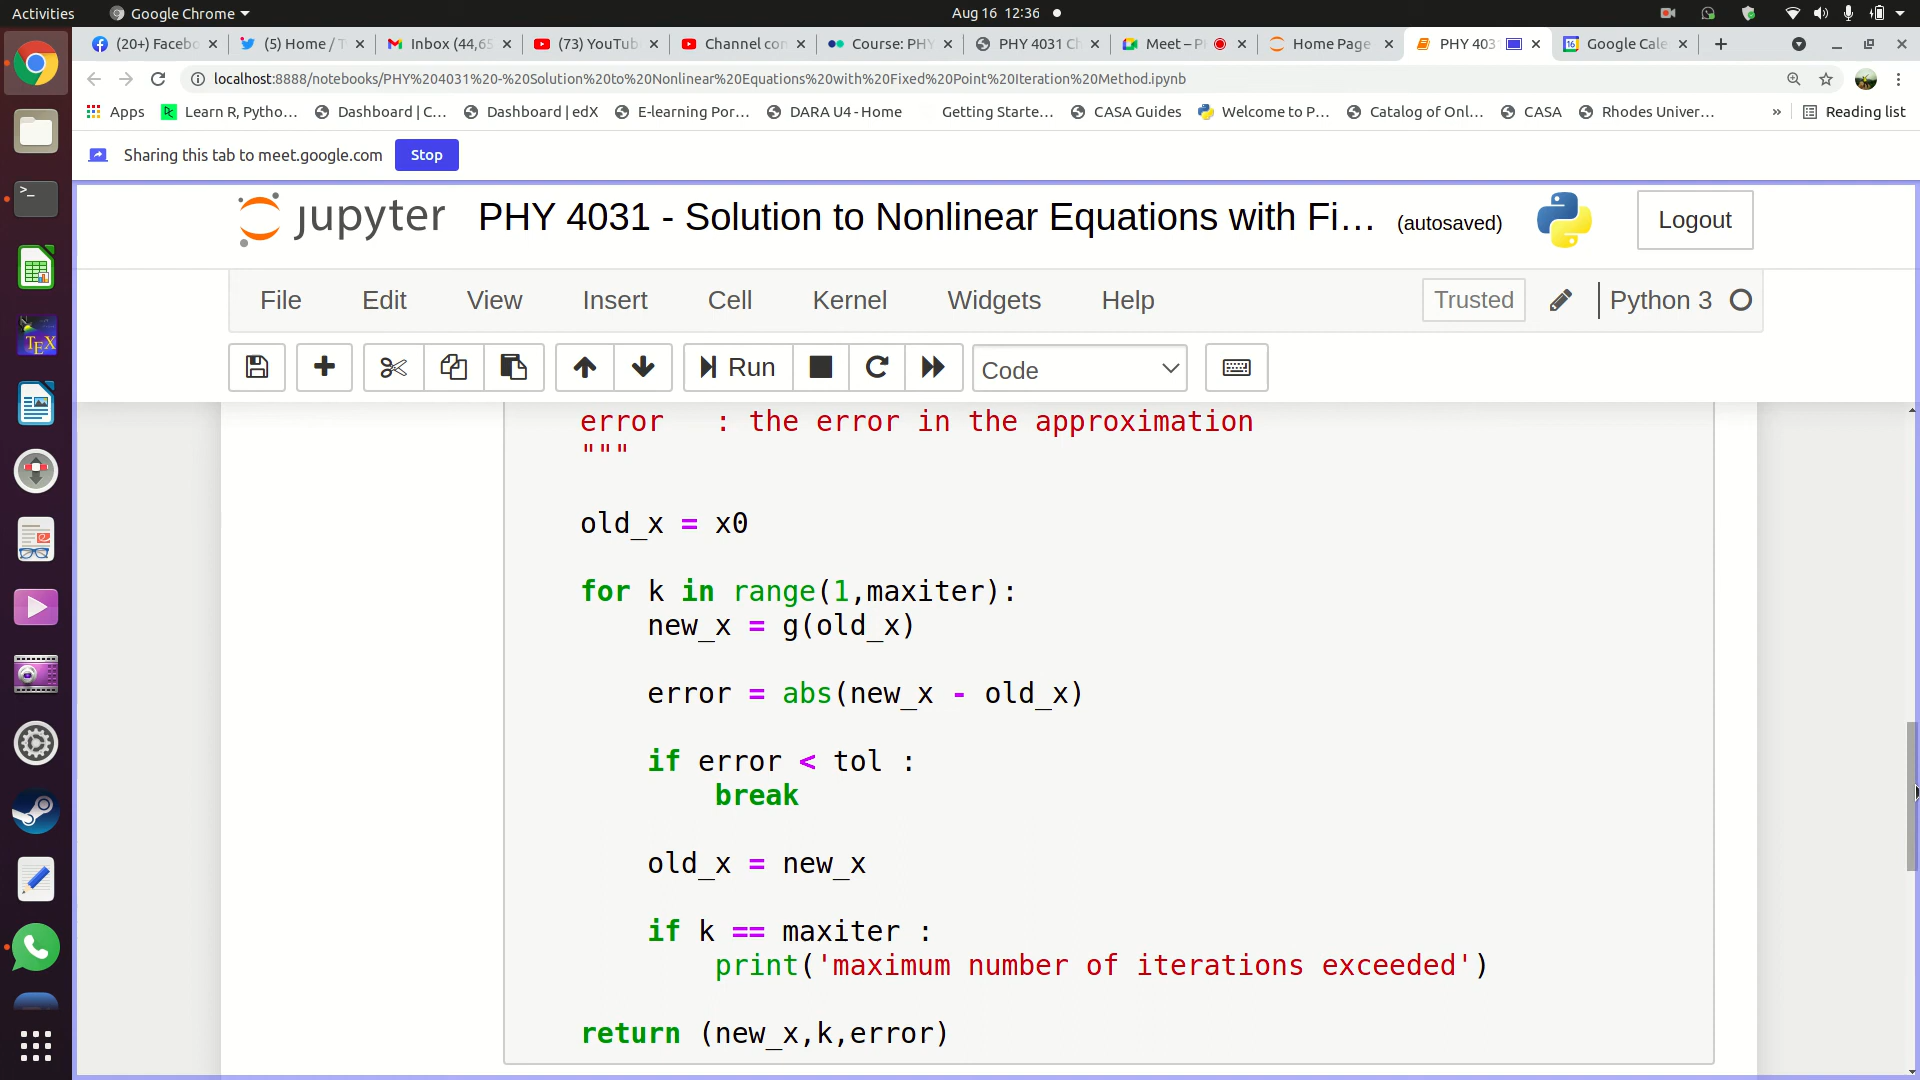 Activities
Google Chrome
Aug 16 12:36
(20+) Facebo
(5) Home / T
Inbox (44,65
(73) YouTub
Channel con
Course: PHY
PHY 4031 Ch
Meet – P
Home Page
PHY 403
Google Cale
localhost:8888/notebooks/PHY%204031%20-%20Solution%20to%20Nonlinear%20Equations%20with%20Fixed%20Point%20Iteration%20Method.ipynb
Apps
Learn R, Pytho...
Dashboard | C...
Dashboard | edX
E-learning Por...
DARA U4 - Home
Getting Starte...
CASA Guides
Welcome to P...
Catalog of Onl...
CASA
Rhodes Univer...
»
Reading list
Sharing this tab to meet.google.com
Stop
jupyter
PHY 4031 - Solution to Nonlinear Equations with Fi...
(autosaved)
Logout
File
Edit
View
Insert
Cell
Kernel
Widgets
Help
Trusted
Python 3
Run
Code
error   : the error in the approximation
"""
old_x = x0
for k in range(1,maxiter):
new_x = g(old_x)
error = abs(new_x - old_x)
if error < tol :
break
old_x = new_x
if k == maxiter :
print('maximum number of iterations exceeded')
return (new_x,k,error)